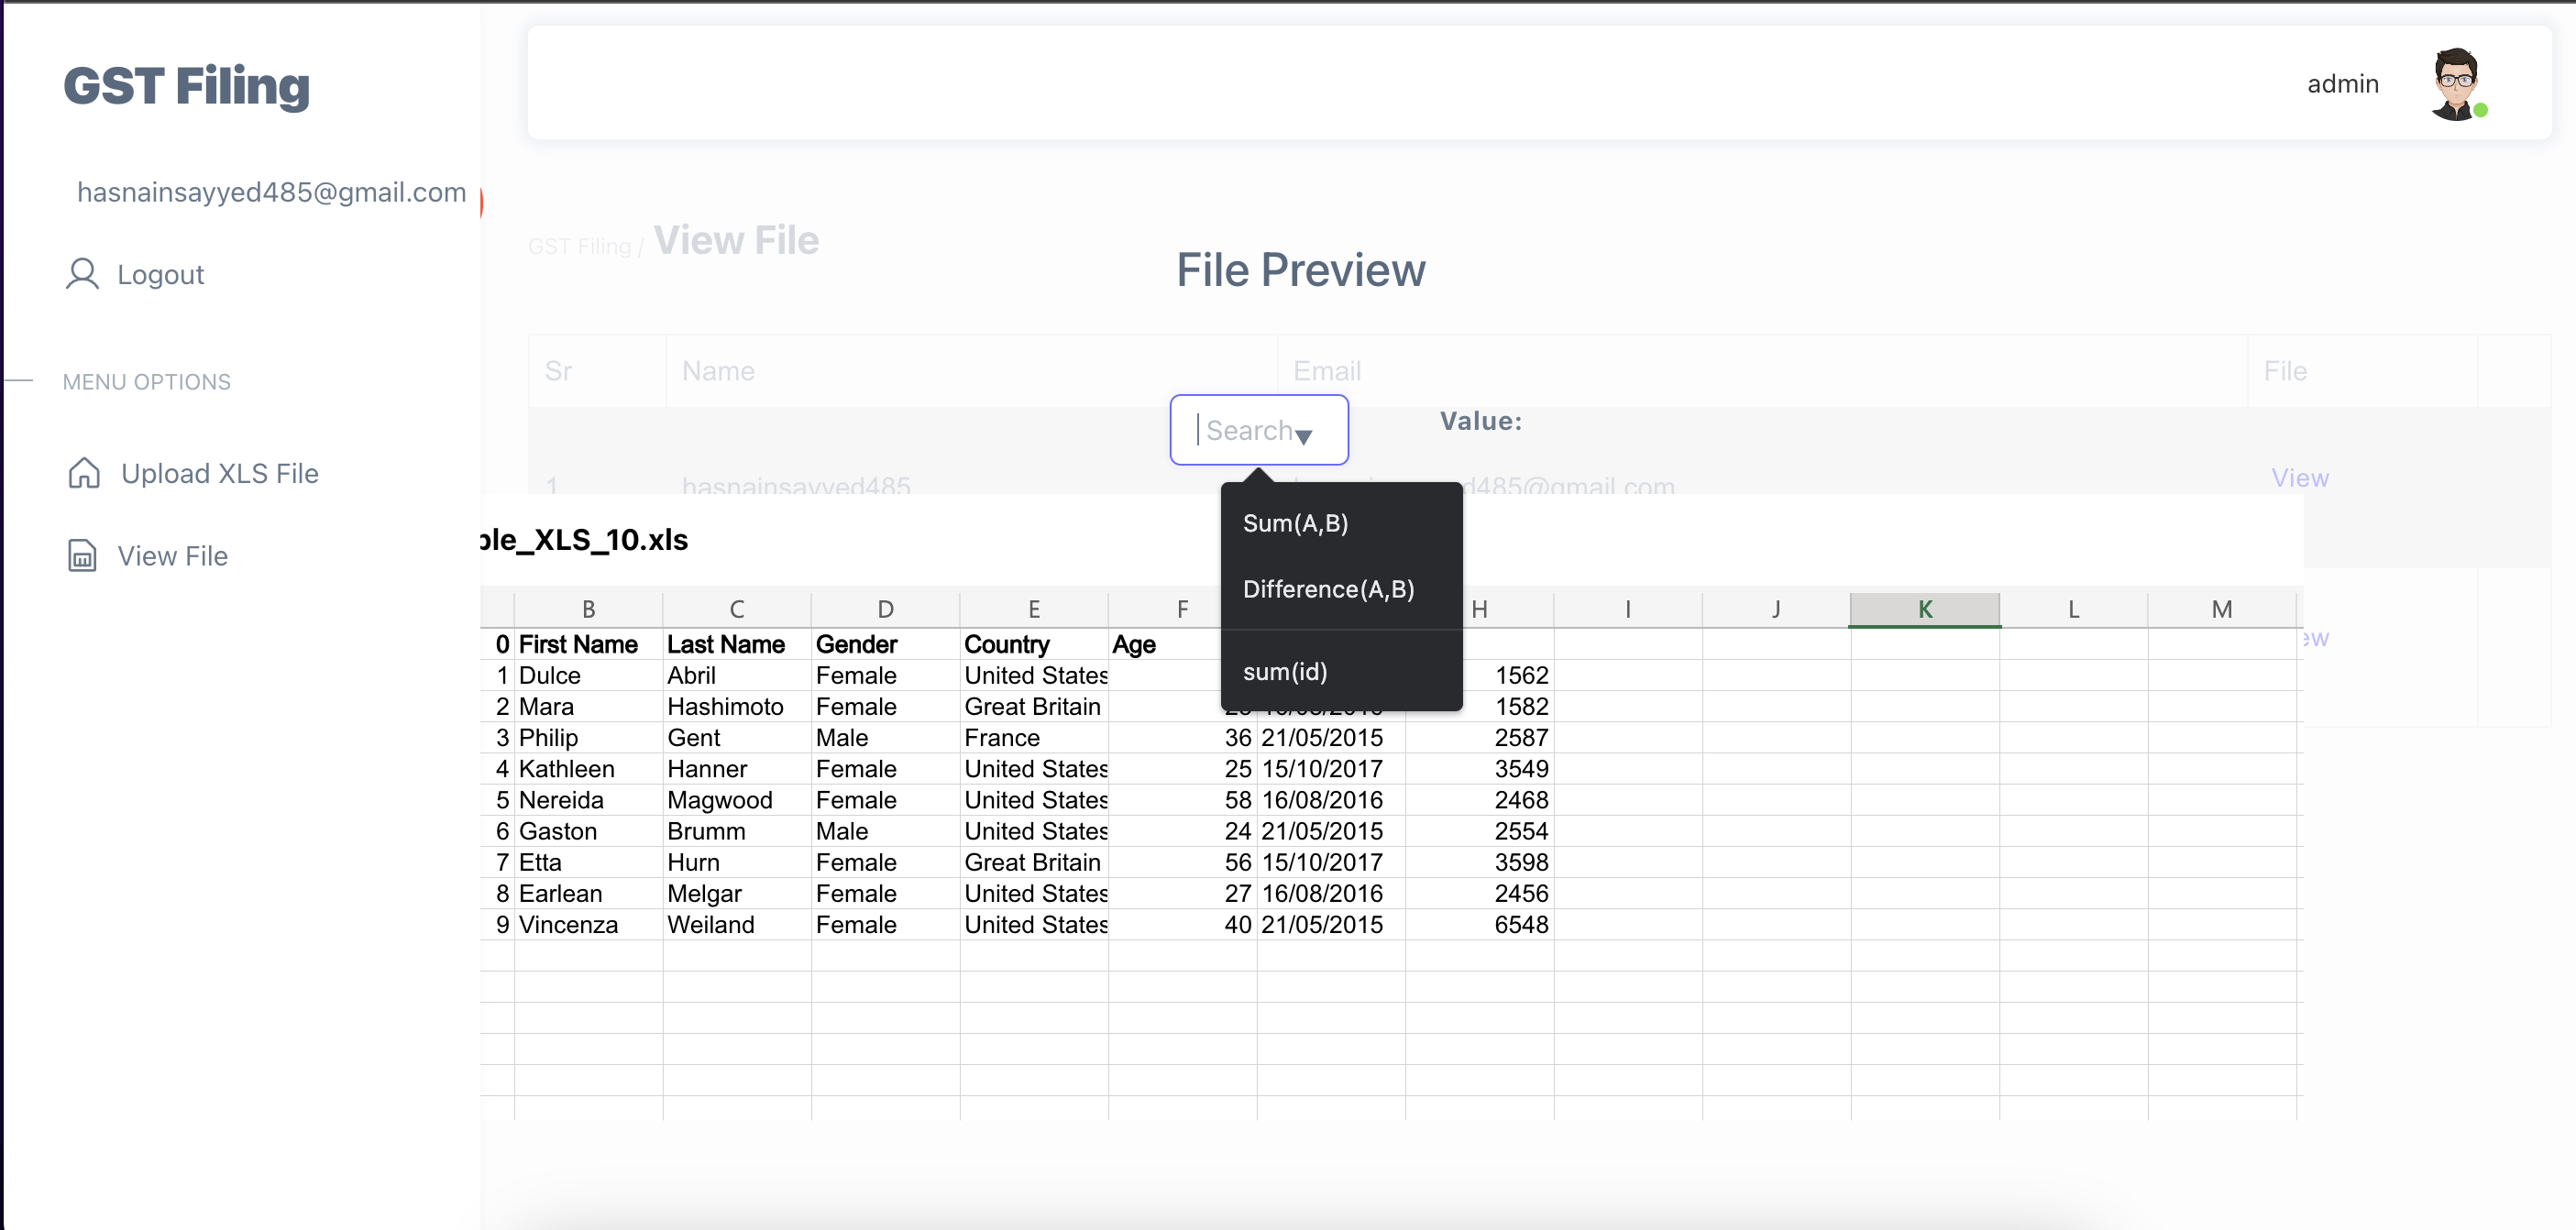 GST Filing
admin
hasnainsayyed485@gmail.com
Logout
GST Filing / View File
File Preview
MENU OPTIONS
Sr Name Email File
Search
Value:
Upload XLS File
1 hasnainsayyed485 d485@gmail.com View
View File
ble_XLS_10.xls
Sum(A,B)
Difference(A,B)
sum(id)
B C D E F H I J K L M
0 First Name Last Name Gender Country Age
1 Dulce Abril Female United States 1562
2 Mara Hashimoto Female Great Britain 1582
3 Philip Gent Male France 36 21/05/2015 2587
4 Kathleen Hanner Female United States 25 15/10/2017 3549
5 Nereida Magwood Female United States 58 16/08/2016 2468
6 Gaston Brumm Male United States 24 21/05/2015 2554
7 Etta Hurn Female Great Britain 56 15/10/2017 3598
8 Earlean Melgar Female United States 27 16/08/2016 2456
9 Vincenza Weiland Female United States 40 21/05/2015 6548
ew